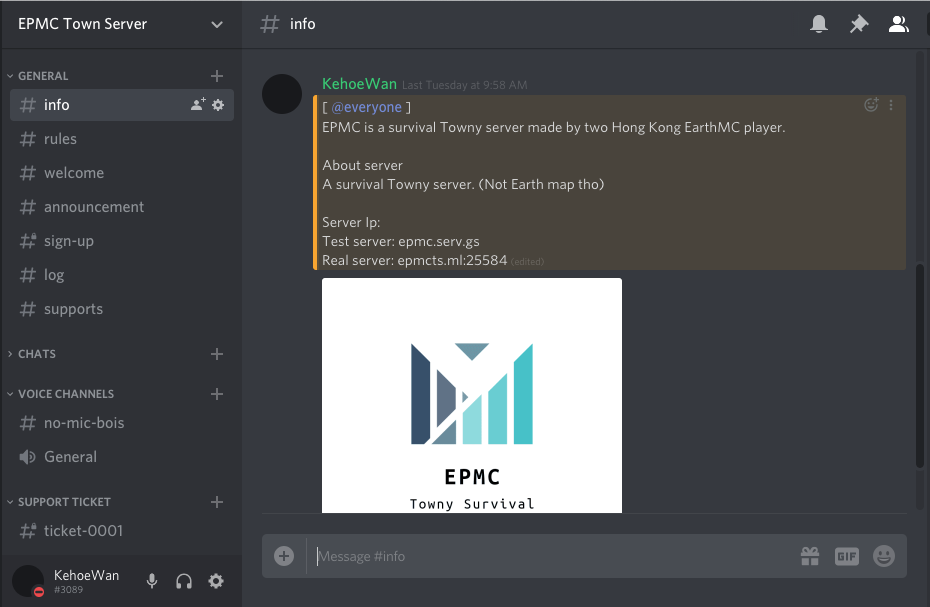 EPMC Town Server
# info
GENERAL
info
rules
welcome
announcement
sign-up
log
supports
CHATS
VOICE CHANNELS
no-mic-bois
General
SUPPORT TICKET
ticket-0001
KehoeWan
#3089
KehoeWan Last Tuesday at 9:58 AM
[ @everyone ]
EPMC is a survival Towny server made by two Hong Kong EarthMC player.
About server
A survival Towny server. (Not Earth map tho)
Server Ip:
Test server: epmc.serv.gs
Real server: epmcts.ml:25584 (edited)
EPMC
Towny Survival
Message #info
GIF